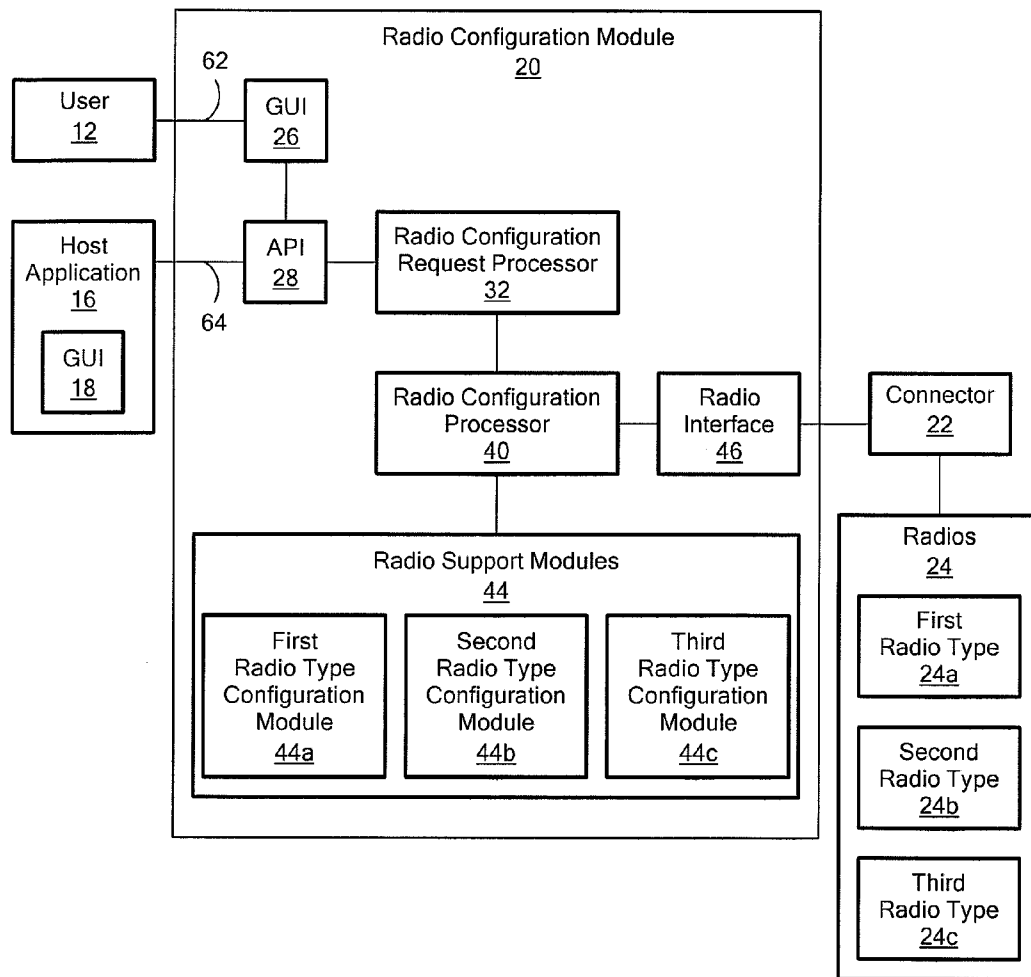 Radio Configuration Module
20
62
User
12
GUI
26
Host
Application
16
GUI
18
64
API
28
Radio Configuration
Request Processor
32
Radio Configuration
Processor
40
Radio
Interface
46
Connector
22
Radio Support Modules
44
First
Radio Type
Configuration
Module
44a
Second
Radio Type
Configuration
Module
44b
Third
Radio Type
Configuration
Module
44c
Radios
24
First
Radio Type
24a
Second
Radio Type
24b
Third
Radio Type
24c